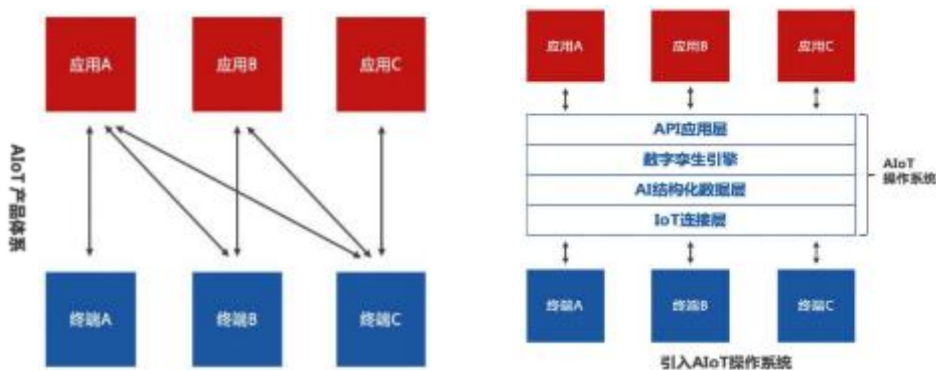 应用A 应用B 应用C
AIoT 产品体系
终端A 终端B 终端C
应用A 应用B 应用C
API应用层
数字孪生引擎
AI结构化数据层
IoT连接层
AIoT
操作系统
终端A 终端B 终端C
引入AIoT操作系统